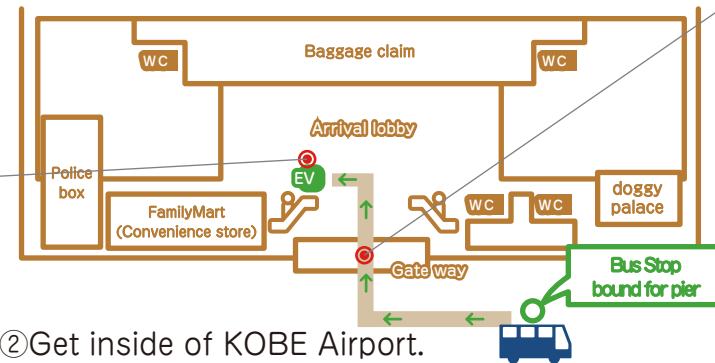 Baggage claim
WC
WC
Arrival lobby
Police
box
EV
FamilyMart
(Convenience store)
WC
WC
doggy
palace
Gate way
Bus Stop
bound for pier
②Get inside of KOBE Airport.